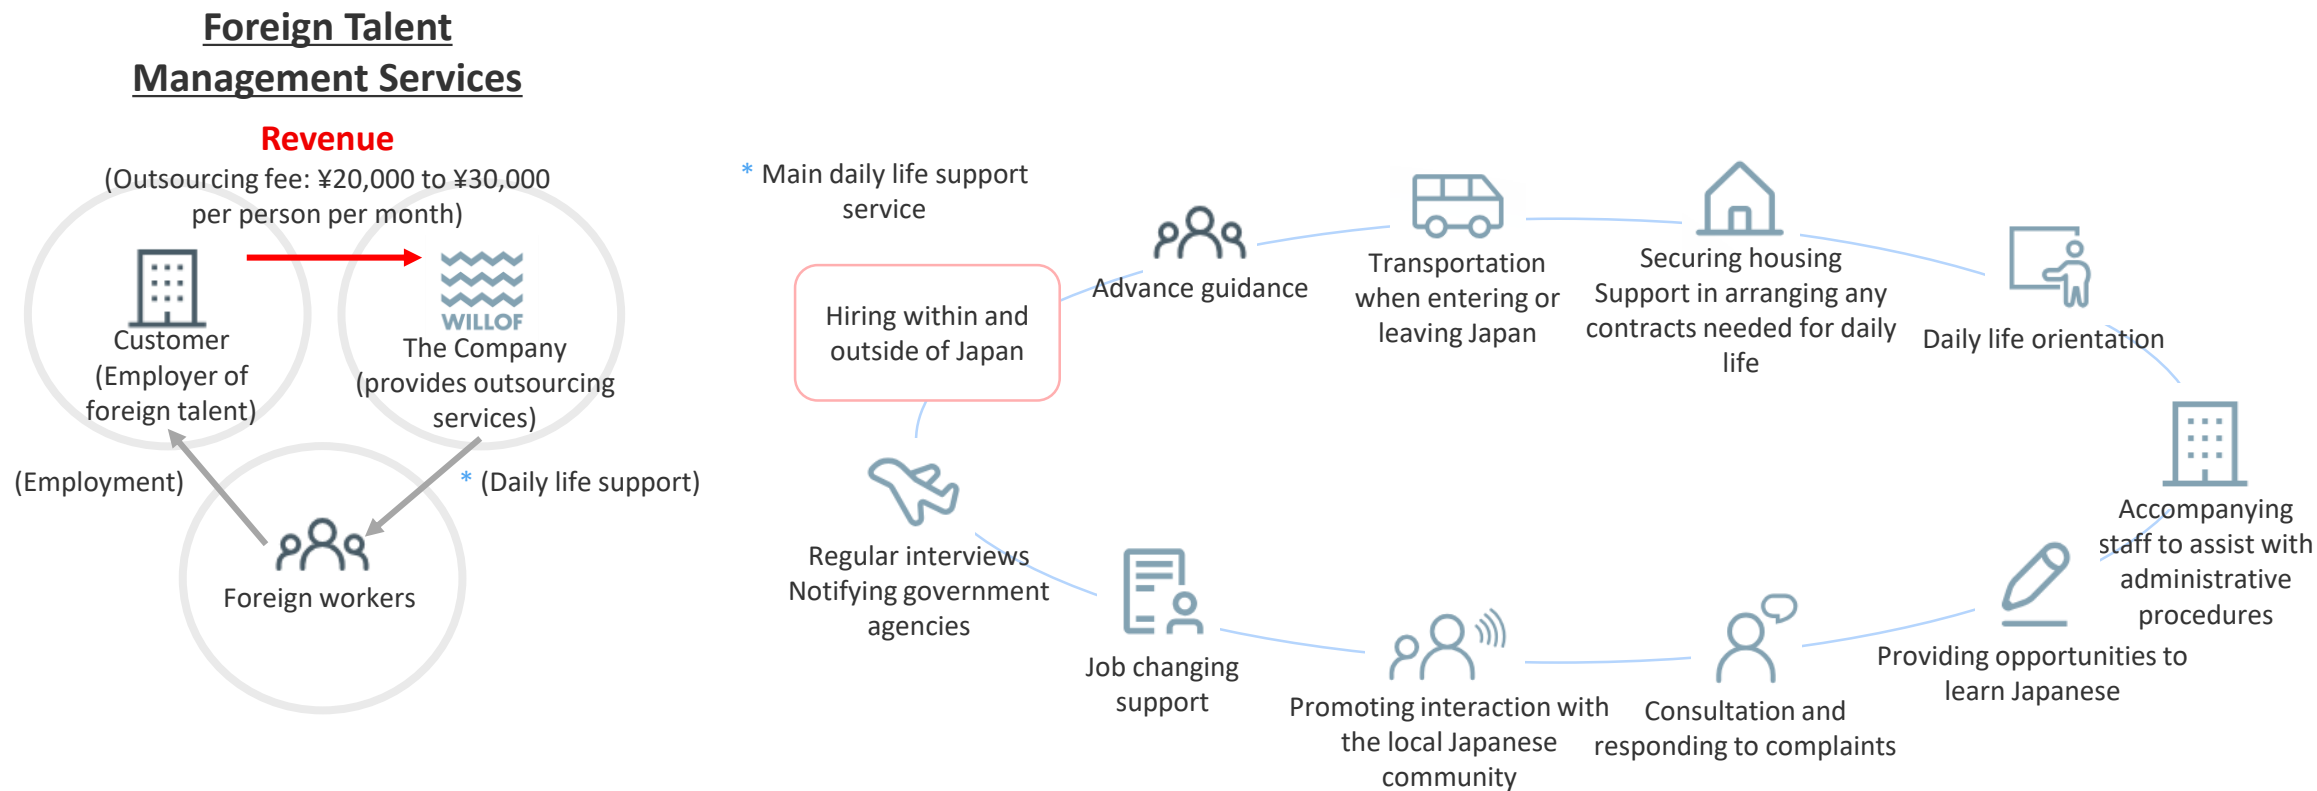 Foreign Talent
Management Services
Revenue
(Outsourcing fee: ¥20,000 to ¥30,000
per person per month)
Customer
(Employer of
foreign talent)
WILLOF
The Company
(provides outsourcing
services)
(Employment)
* (Daily life support)
Foreign workers
* Main daily life support
service
Hiring within and
outside of Japan
Advance guidance
Transportation
when entering or
leaving Japan
Securing housing
Support in arranging any
contracts needed for daily
life
Daily life orientation
Accompanying
staff to assist with
administrative
procedures
Providing opportunities to
learn Japanese
Consultation and
responding to complaints
Promoting interaction with
the local Japanese
community
Job changing
support
Regular interviews
Notifying government
agencies